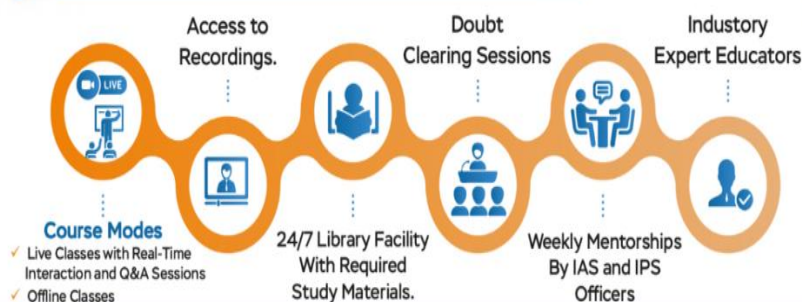 LIVE
Course Modes
✓ Live Classes with Real-Time
Interaction and Q&A Sessions
✓ Offline Classes
Access to
Recordings.
24/7 Library Facility
With Required
Study Materials.
Doubt
Clearing Sessions
Weekly Mentorships
By IAS and IPS
Officers
Industory
Expert Educators